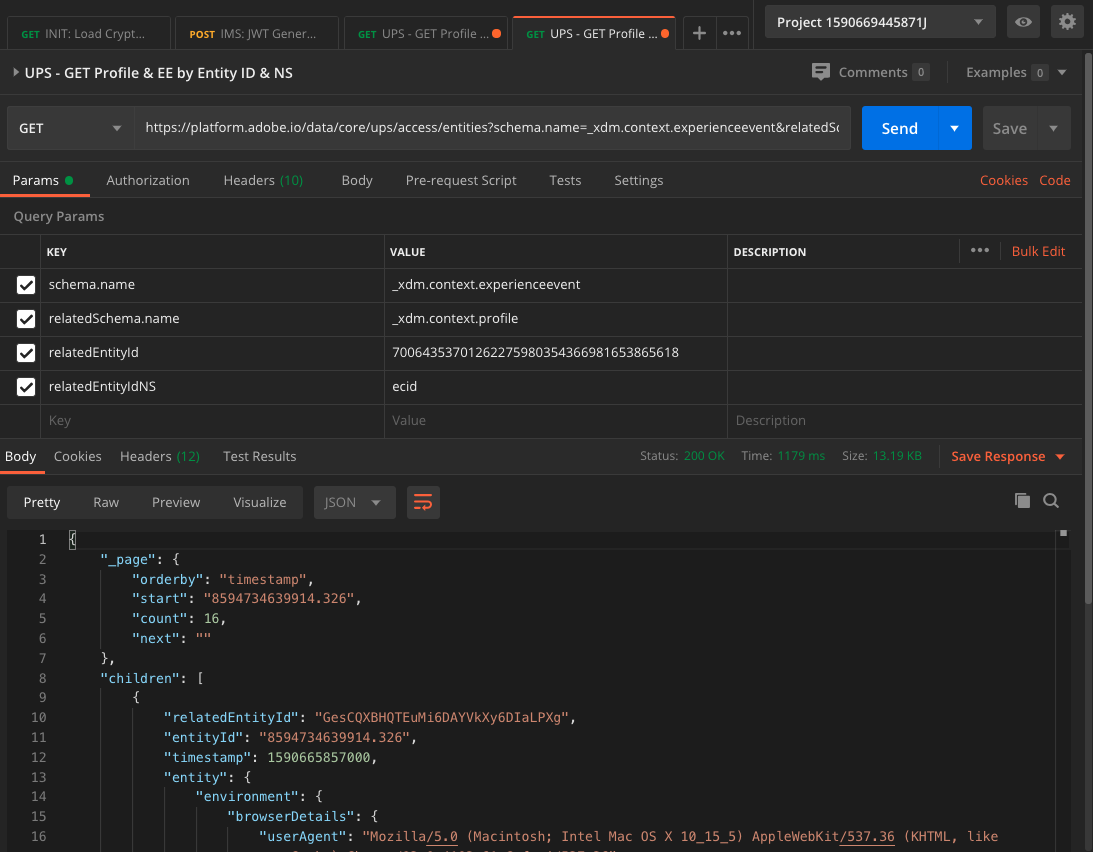 GET INIT: Load Crypt...
POST IMS: JWT Gener...
GET UPS - GET Profile ...
GET UPS - GET Profile ...
Project 1590669445871J
UPS - GET Profile & EE by Entity ID & NS
Comments 0
Examples 0
GET
https://platform.adobe.io/data/core/ups/access/entities?schema.name=_xdm.context.experienceevent&relatedSc
Send
Save
Params
Authorization
Headers (10)
Body
Pre-request Script
Tests
Settings
Cookies
Code
Query Params
KEY
VALUE
DESCRIPTION
Bulk Edit
schema.name
_xdm.context.experienceevent
relatedSchema.name
_xdm.context.profile
relatedEntityId
70064353701262275980354366981653865618
relatedEntityIdNS
ecid
Key
Value
Description
Body
Cookies
Headers (12)
Test Results
Status: 200 OK
Time: 1179 ms
Size: 13.19 KB
Save Response
Pretty
Raw
Preview
Visualize
JSON
1 {
2 "_page": {
3 "orderby": "timestamp",
4 "start": "8594734639914.326",
5 "count": 16,
6 "next": ""
7 },
8 "children": [
9 {
10 "relatedEntityId": "GesCQXBHQTEuMi6DAYVkXy6DIaLPXg",
11 "entityId": "8594734639914.326",
12 "timestamp": 1590665857000,
13 "entity": {
14 "environment": {
15 "browserDetails": {
16 "userAgent": "Mozilla/5.0 (Macintosh; Intel Mac OS X 10_15_5) AppleWebKit/537.36 (KHTML, like